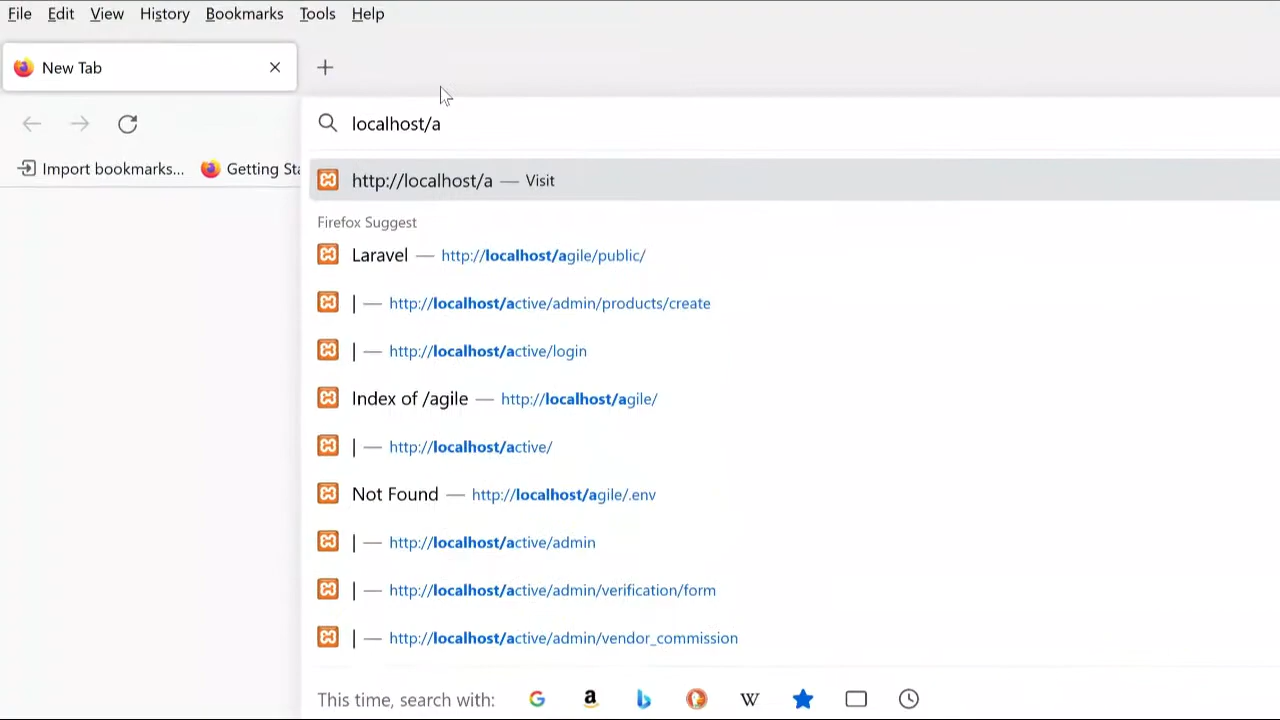 File Edit View History Bookmarks Tools Help
New Tab
localhost/a
Import bookmarks... Getting Sta
http://localhost/a — Visit
Firefox Suggest
Laravel — http://localhost/agile/public/
| — http://localhost/active/admin/products/create
| — http://localhost/active/login
Index of /agile — http://localhost/agile/
| — http://localhost/active/
Not Found — http://localhost/agile/.env
| — http://localhost/active/admin
| — http://localhost/active/admin/verification/form
| — http://localhost/active/admin/vendor_commission
This time, search with: